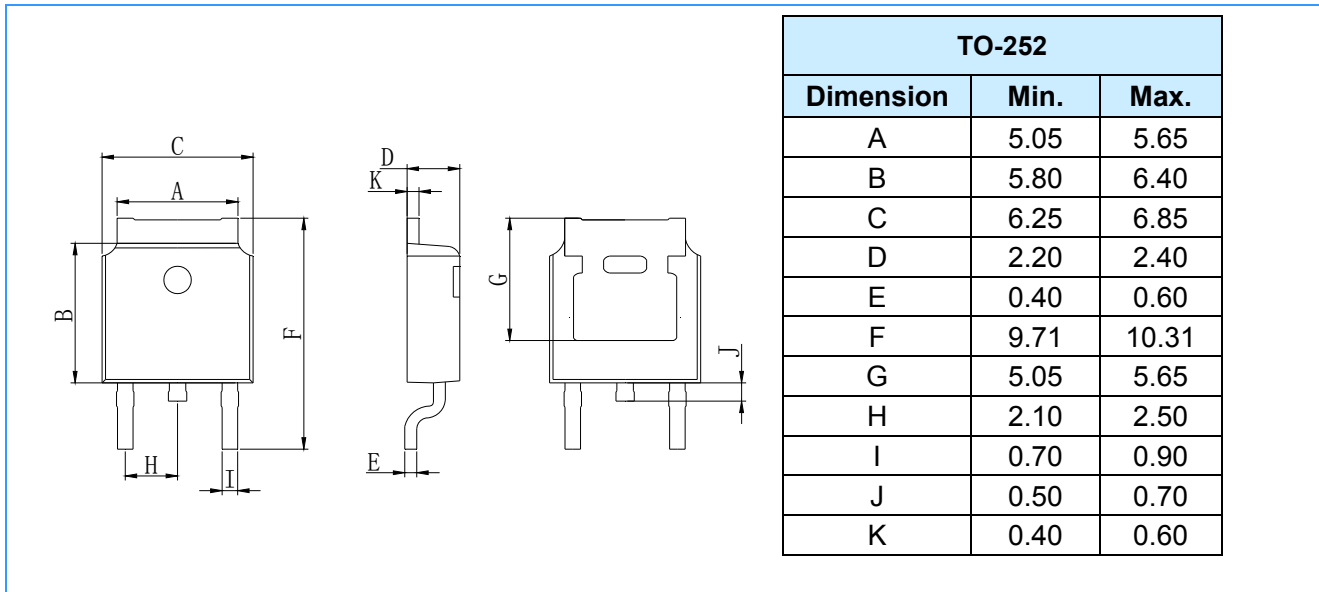 C
A
B
F
H
I
D
K
E
G
J
TO-252
Dimension Min. Max.
A 5.05 5.65
B 5.80 6.40
C 6.25 6.85
D 2.20 2.40
E 0.40 0.60
F 9.71 10.31
G 5.05 5.65
H 2.10 2.50
I 0.70 0.90
J 0.50 0.70
K 0.40 0.60